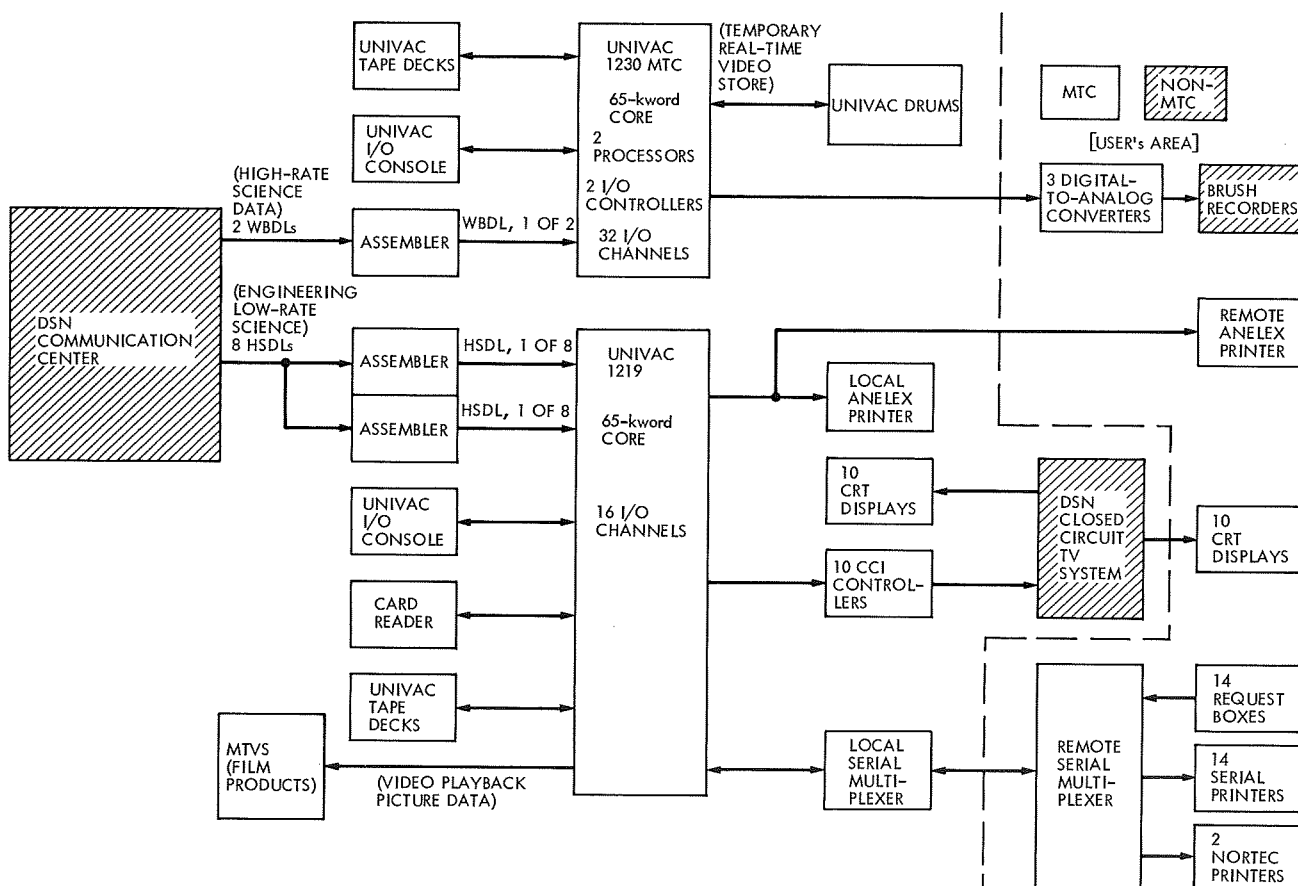 UNIVAC
TAPE DECKS
UNIVAC
1230 MTC
65-kword
CORE
2
PROCESSORS
2 I/O
CONTROLLERS
32 I/O
CHANNELS
(TEMPORARY
REAL-TIME
VIDEO
STORE)
UNIVAC DRUMS
MTC
NON-
MTC
[USER's AREA]
UNIVAC
I/O
CONSOLE
(HIGH-RATE
SCIENCE
DATA)
2 WBDLs
ASSEMBLER
WBDL, 1 OF 2
3 DIGITAL-
TO-ANALOG
CONVERTERS
BRUSH
RECORDERS
DSN
COMMUNICATION
CENTER
(ENGINEERING
LOW-RATE
SCIENCE)
8 HSDLs
ASSEMBLER
HSDL, 1 OF 8
ASSEMBLER
HSDL, 1 OF 8
UNIVAC
1219
65-kword
CORE
16 I/O
CHANNELS
REMOTE
ANELEX
PRINTER
LOCAL
ANELEX
PRINTER
UNIVAC
I/O
CONSOLE
10
CRT
DISPLAYS
DSN
CLOSED
CIRCUIT
TV
SYSTEM
10
CRT
DISPLAYS
10 CCI
CONTROL-
LERS
CARD
READER
UNIVAC
TAPE
DECKS
MTVS
(FILM
PRODUCTS)
(VIDEO PLAYBACK
PICTURE DATA)
LOCAL
SERIAL
MULTI-
PLEXER
REMOTE
SERIAL
MULTI-
PLEXER
14
REQUEST
BOXES
14
SERIAL
PRINTERS
2
NORTEC
PRINTERS